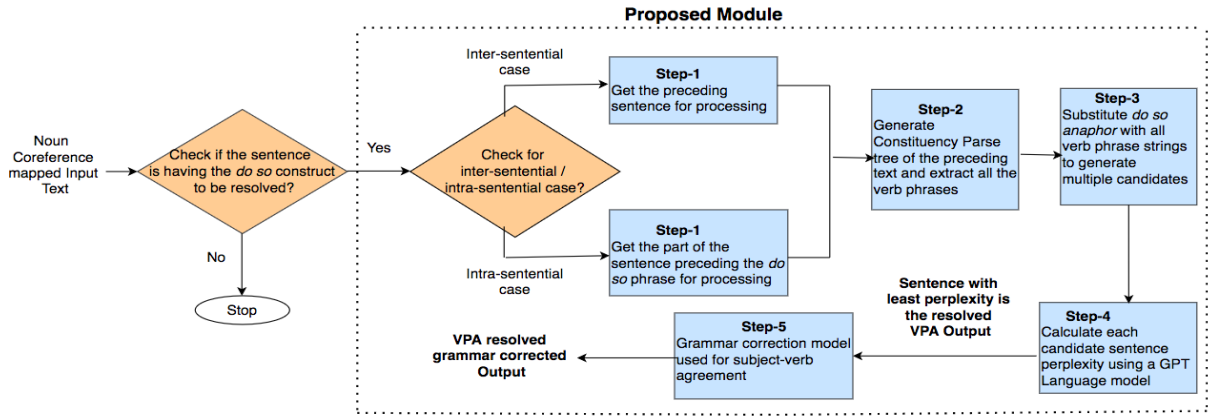 Proposed Module
Noun
Coreference
mapped Input
Text
Check if the sentence
is having the do so construct
to be resolved?
Yes
No
Stop
Check for
inter-sentential /
intra-sentential case?
Inter-sentential
case
Intra-sentential
case
Step-1
Get the preceding
sentence for processing
Step-1
Get the part of the
sentence preceding the do
so phrase for processing
Step-2
Generate
Constituency Parse
tree of the preceding
text and extract all the
verb phrases
Step-3
Substitute do so
anaphor with all
verb phrase strings
to generate
multiple candidates
Step-4
Calculate each
candidate sentence
perplexity using a GPT
Language model
Sentence with
least perplexity is
the resolved
VPA Output
Step-5
Grammar correction model
used for subject-verb
agreement
VPA resolved
grammar corrected
Output